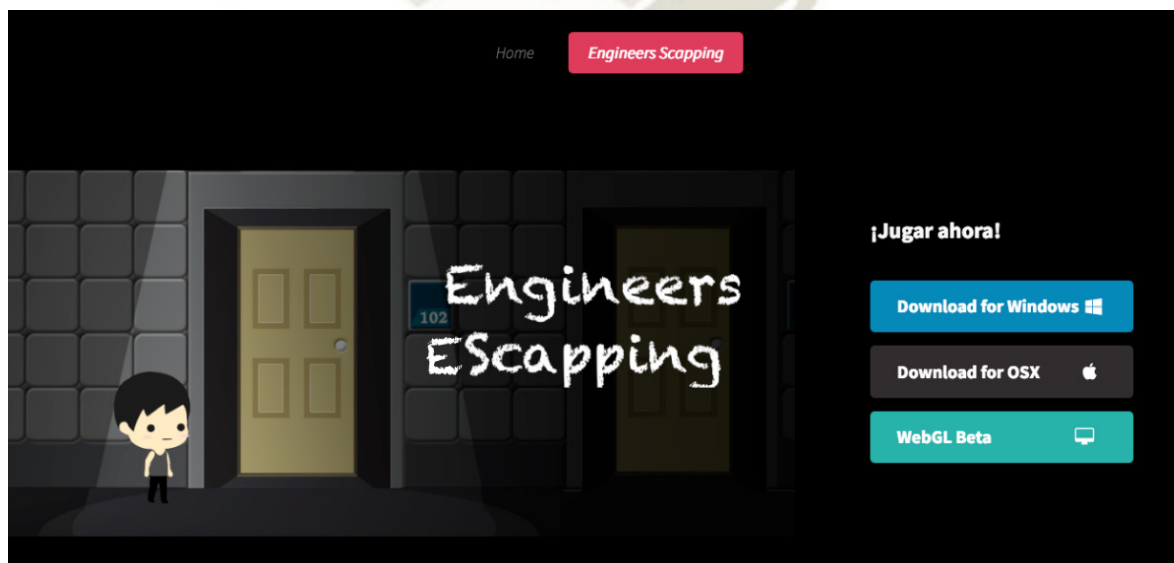 Home
Engineers Scapping
102
Engineers
EScapping
¡Jugar ahora!
Download for Windows
Download for OSX
WebGL Beta